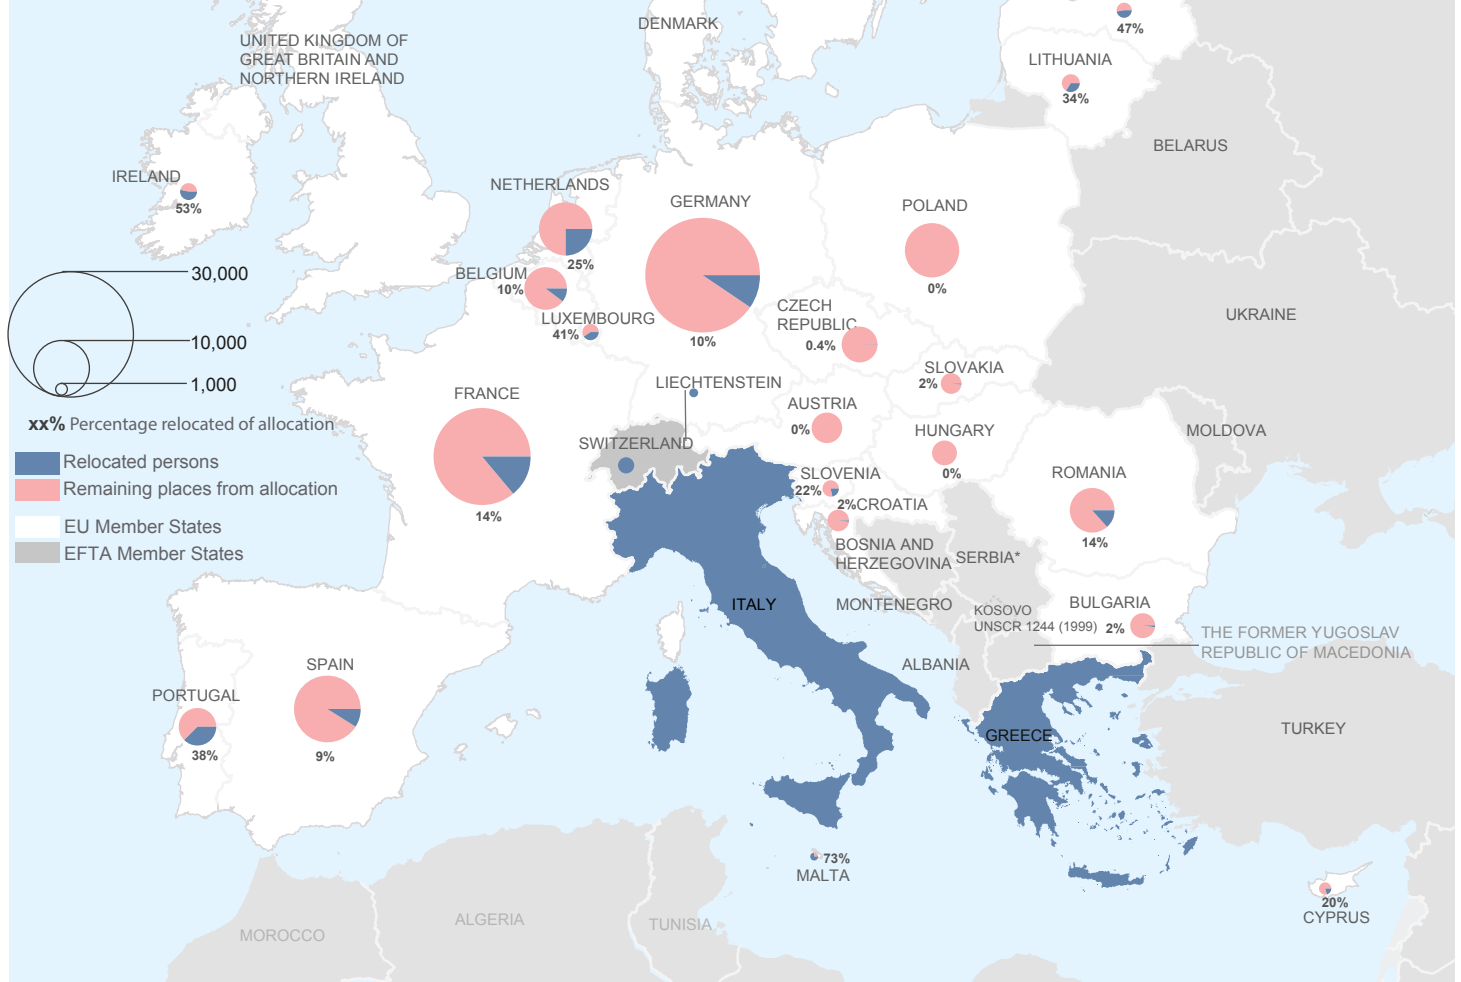 DENMARK
47%
UNITED KINGDOM OF
GREAT BRITAIN AND
NORTHERN IRELAND
LITHUANIA
34%
BELARUS
IRELAND
53%
NETHERLANDS
25%
GERMANY
10%
POLAND
0%
BELGIUM
10%
LUXEMBOURG
41%
CZECH
REPUBLIC
0.4%
UKRAINE
30,000
10,000
1,000
SLOVAKIA
2%
LIECHTENSTEIN
FRANCE
14%
AUSTRIA
0%
xx% Percentage relocated of allocation
Relocated persons
Remaining places from allocation
EU Member States
EFTA Member States
SWITZERLAND
HUNGARY
0%
MOLDOVA
SLOVENIA
22%
ROMANIA
14%
2%
CROATIA
BOSNIA AND
HERZEGOVINA
SERBIA*
ITALY
MONTENEGRO
KOSOVO
UNSCR 1244 (1999)
BULGARIA
2%
THE FORMER YUGOSLAV
REPUBLIC OF MACEDONIA
ALBANIA
SPAIN
9%
PORTUGAL
38%
GREECE
TURKEY
73%
MALTA
20%
CYPRUS
MOROCCO
ALGERIA
TUNISIA